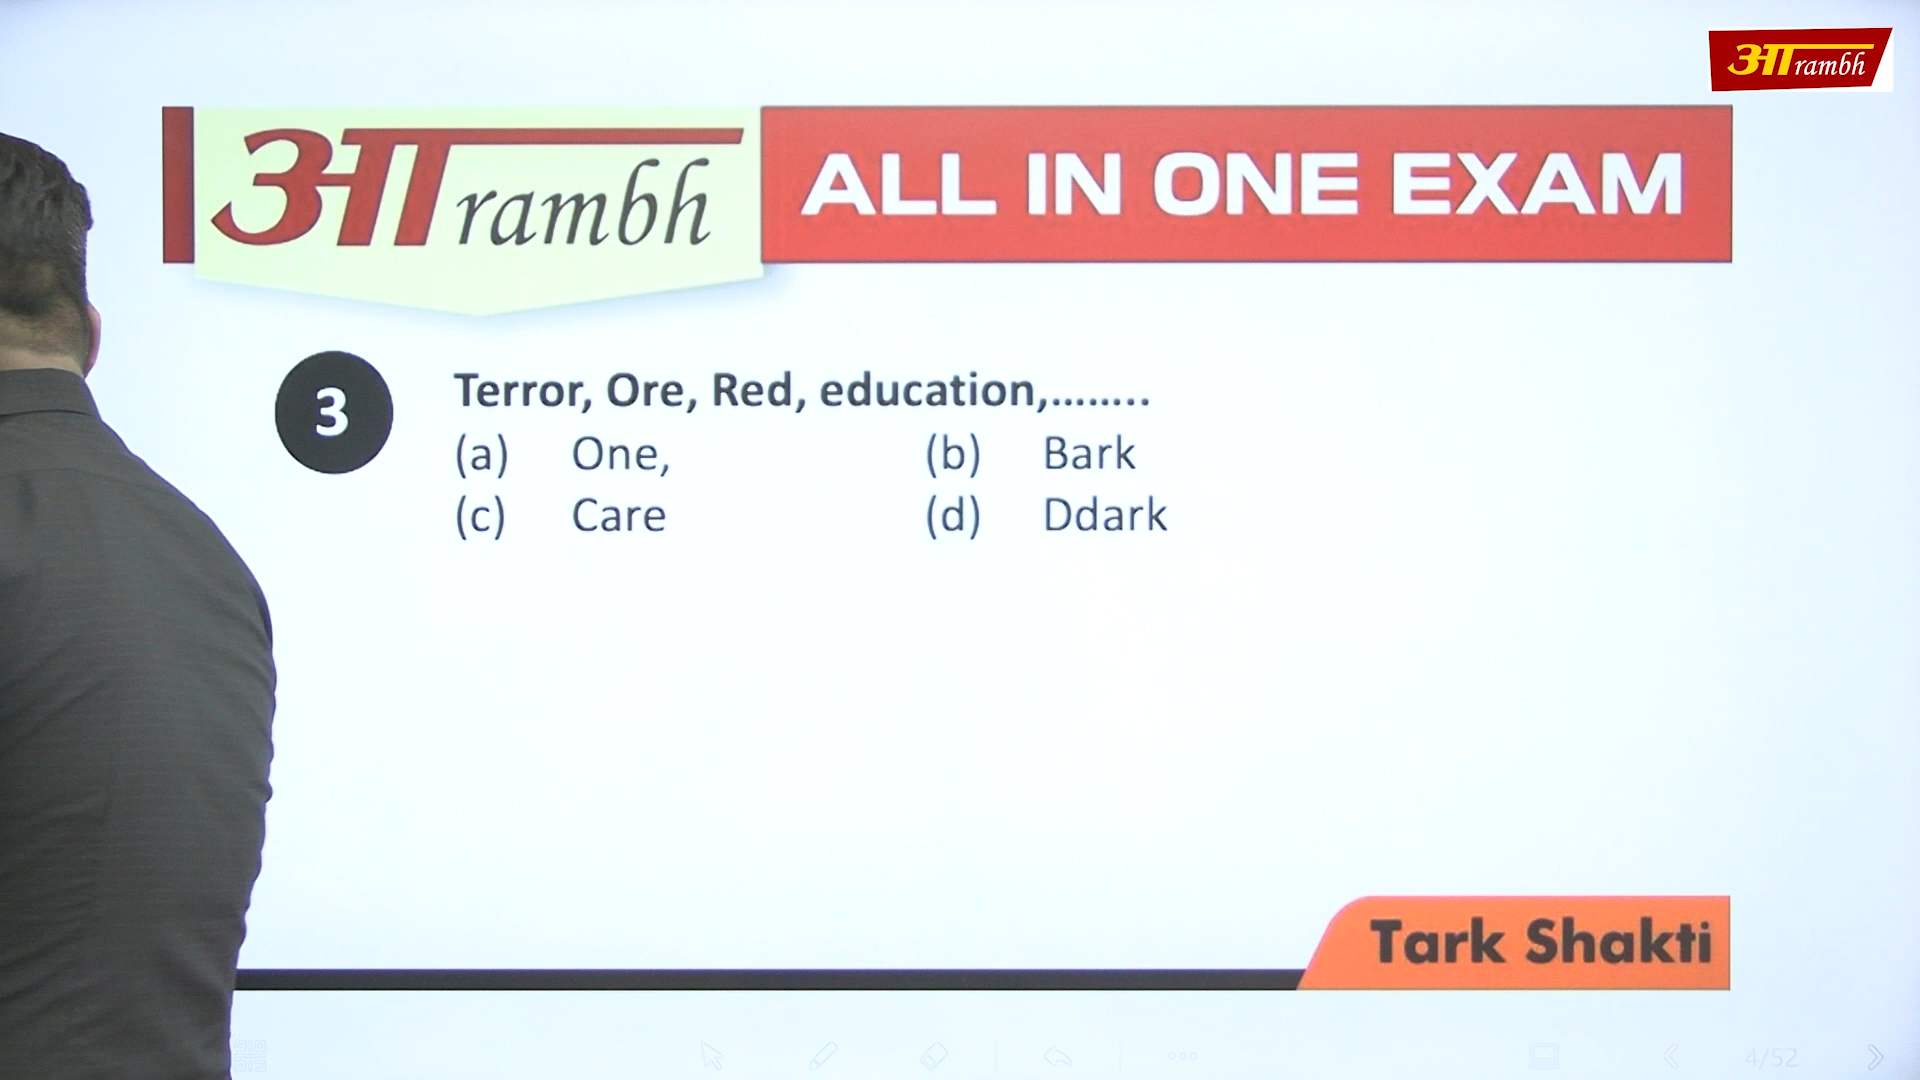 आrambh
आrambh ALL IN ONE EXAM
3 Terror, Ore, Red, education,........
(a) One, (b) Bark
(c) Care (d) Ddark
Tark Shakti
4/52